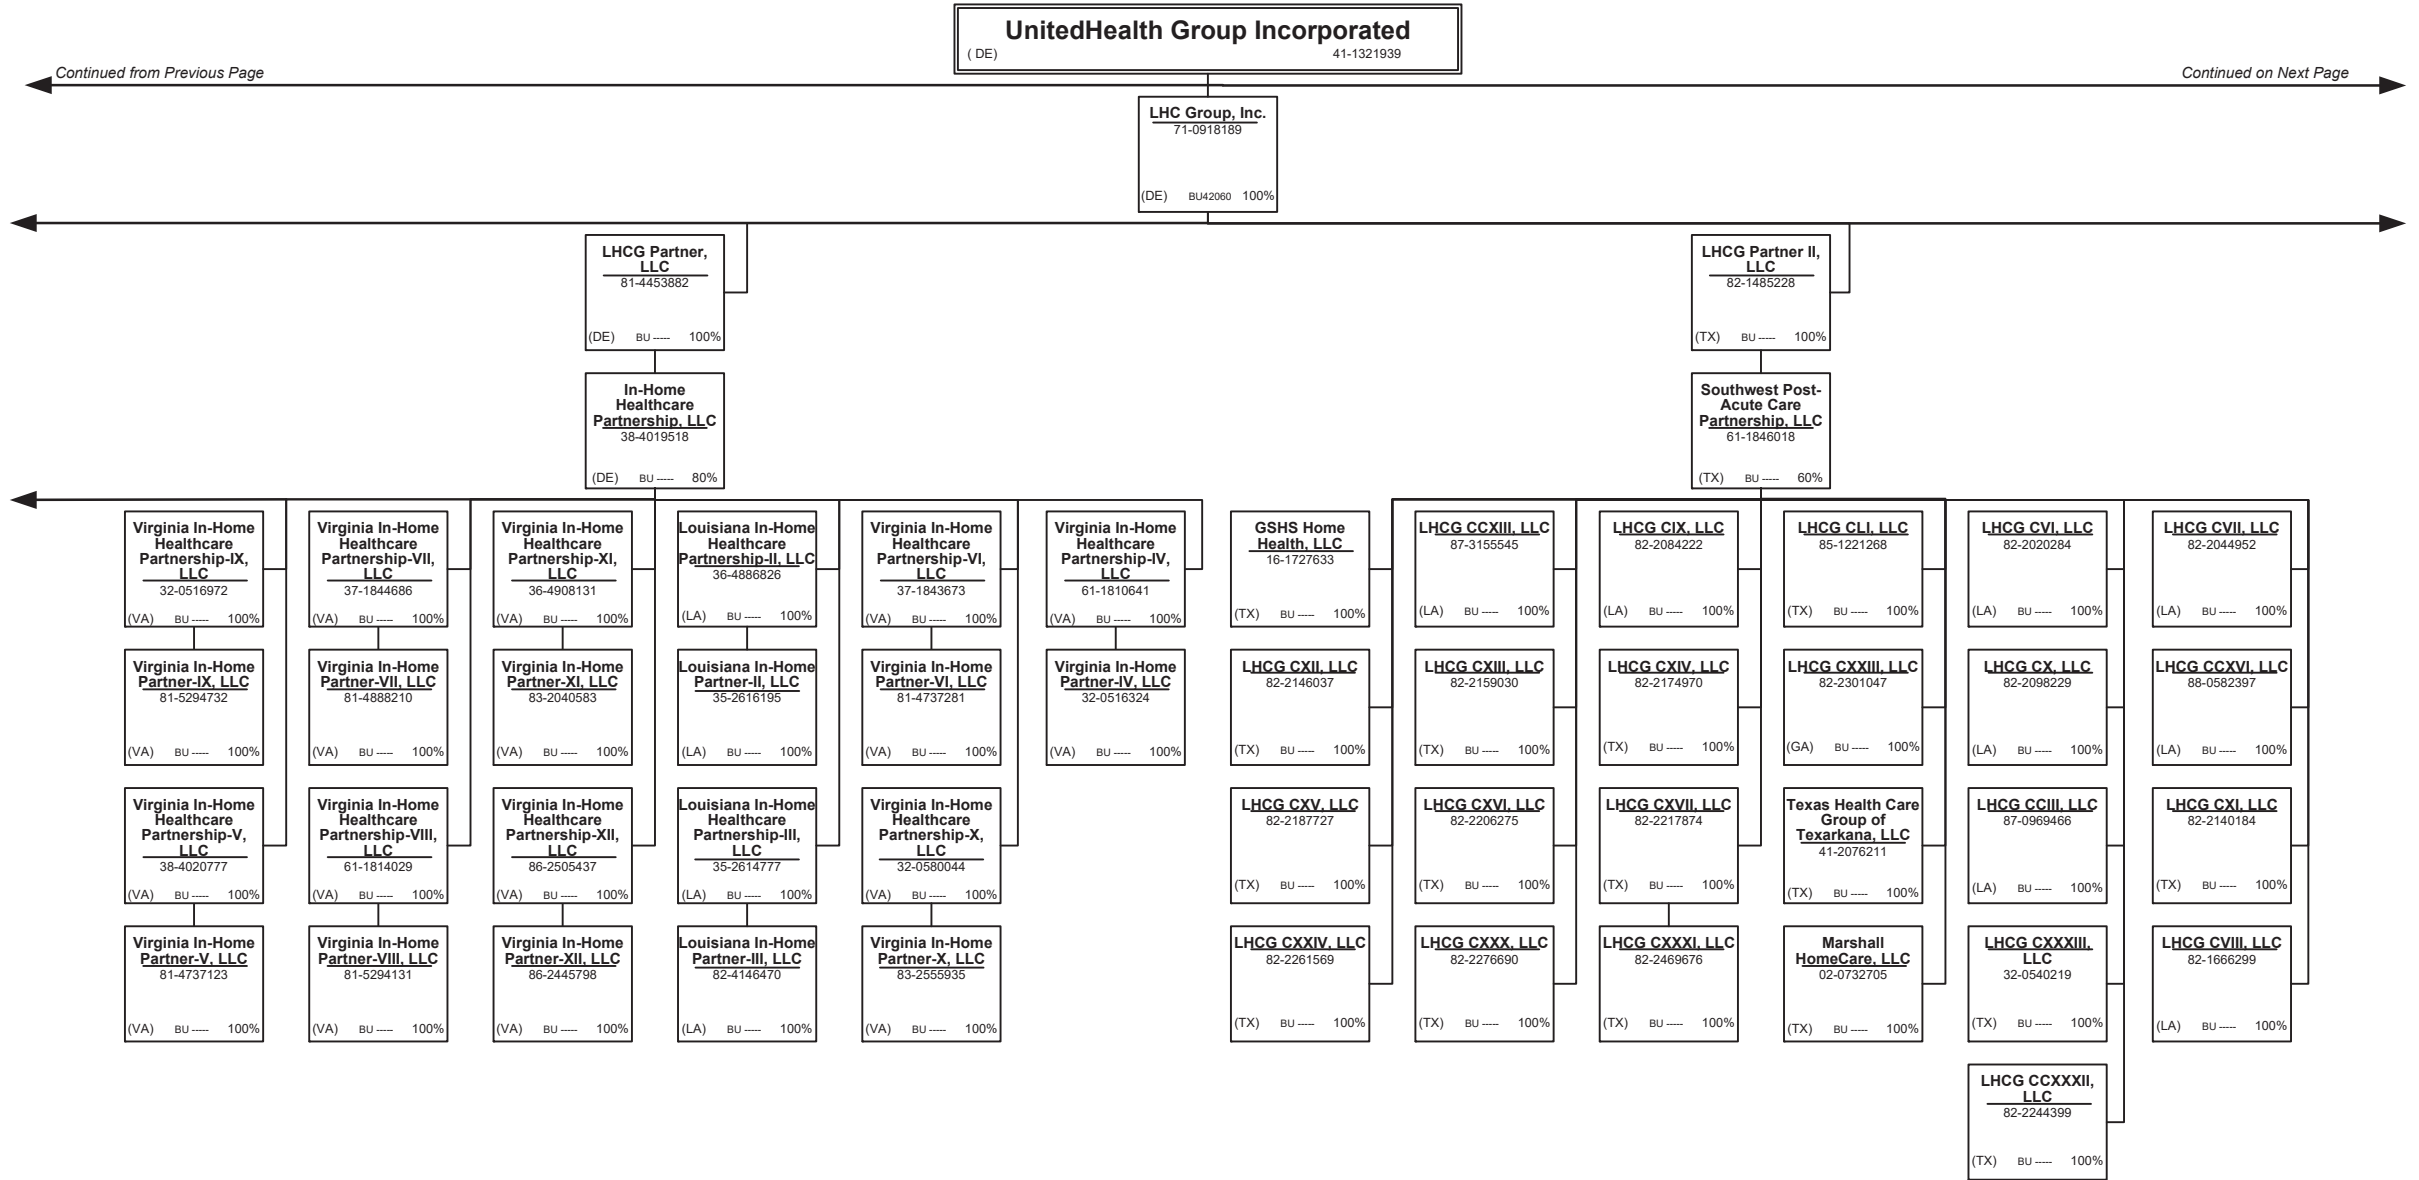 UnitedHealth Group Incorporated
( DE) 41-1321939
Continued from Previous Page
Continued on Next Page
LHC Group, Inc.
71-0918189
(DE) BU42060 100%
LHCG Partner,
LLC
81-4453882
(DE) BU ----- 100%
LHCG Partner II,
LLC
82-1485228
(TX) BU ----- 100%
In-Home
Healthcare
Partnership, LLC
38-4019518
(DE) BU ----- 80%
Southwest Post-
Acute Care
Partnership, LLC
61-1846018
(TX) BU ----- 60%
Virginia In-Home
Healthcare
Partnership-IX,
LLC
32-0516972
(VA) BU ----- 100%
Virginia In-Home
Healthcare
Partnership-VII,
LLC
37-1844686
(VA) BU ----- 100%
Virginia In-Home
Healthcare
Partnership-XI,
LLC
36-4908131
(VA) BU ----- 100%
Louisiana In-Home
Healthcare
Partnership-II, LLC
36-4886826
(LA) BU ----- 100%
Virginia In-Home
Healthcare
Partnership-VI,
LLC
37-1843673
(VA) BU ----- 100%
Virginia In-Home
Healthcare
Partnership-IV,
LLC
61-1810641
(VA) BU ----- 100%
GSHS Home
Health, LLC
16-1727633
(TX) BU ----- 100%
LHCG CCXIII, LLC
87-3155545
(LA) BU ----- 100%
LHCG CIX, LLC
82-2084222
(LA) BU ----- 100%
LHCG CLI, LLC
85-1221268
(TX) BU ----- 100%
LHCG CVI, LLC
82-2020284
(LA) BU ----- 100%
LHCG CVII, LLC
82-2044952
(LA) BU ----- 100%
Virginia In-Home
Partner-IX, LLC
81-5294732
(VA) BU ----- 100%
Virginia In-Home
Partner-VII, LLC
81-4888210
(VA) BU ----- 100%
Virginia In-Home
Partner-XI, LLC
83-2040583
(VA) BU ----- 100%
Louisiana In-Home
Partner-II, LLC
35-2616195
(LA) BU ----- 100%
Virginia In-Home
Partner-VI, LLC
81-4737281
(VA) BU ----- 100%
Virginia In-Home
Partner-IV, LLC
32-0516324
(VA) BU ----- 100%
LHCG CXII, LLC
82-2146037
(TX) BU ----- 100%
LHCG CXIII, LLC
82-2159030
(TX) BU ----- 100%
LHCG CXIV, LLC
82-2174970
(TX) BU ----- 100%
LHCG CXXIII, LLC
82-2301047
(GA) BU ----- 100%
LHCG CX, LLC
82-2098229
(LA) BU ----- 100%
LHCG CCXVI, LLC
88-0582397
(LA) BU ----- 100%
Virginia In-Home
Healthcare
Partnership-V,
LLC
38-4020777
(VA) BU ----- 100%
Virginia In-Home
Healthcare
Partnership-VIII,
LLC
61-1814029
(VA) BU ----- 100%
Virginia In-Home
Healthcare
Partnership-XII,
LLC
86-2505437
(VA) BU ----- 100%
Louisiana In-Home
Healthcare
Partnership-III,
LLC
35-2614777
(LA) BU ----- 100%
Virginia In-Home
Healthcare
Partnership-X,
LLC
32-0580044
(VA) BU ----- 100%
LHCG CXV, LLC
82-2187727
(TX) BU ----- 100%
LHCG CXVI, LLC
82-2206275
(TX) BU ----- 100%
LHCG CXVII, LLC
82-2217874
(TX) BU ----- 100%
Texas Health Care
Group of
Texarkana, LLC
41-2076211
(TX) BU ----- 100%
LHCG CCIII, LLC
87-0969466
(LA) BU ----- 100%
LHCG CXI, LLC
82-2140184
(TX) BU ----- 100%
Virginia In-Home
Partner-V, LLC
81-4737123
(VA) BU ----- 100%
Virginia In-Home
Partner-VIII, LLC
81-5294131
(VA) BU ----- 100%
Virginia In-Home
Partner-XII, LLC
86-2445798
(VA) BU ----- 100%
Louisiana In-Home
Partner-III, LLC
82-4146470
(LA) BU ----- 100%
Virginia In-Home
Partner-X, LLC
83-2555935
(VA) BU ----- 100%
LHCG CXXIV, LLC
82-2261569
(TX) BU ----- 100%
LHCG CXXX, LLC
82-2276690
(TX) BU ----- 100%
LHCG CXXXI, LLC
82-2469676
(TX) BU ----- 100%
Marshall
HomeCare, LLC
02-0732705
(TX) BU ----- 100%
LHCG CXXXIII,
LLC
32-0540219
(TX) BU ----- 100%
LHCG CVIII, LLC
82-1666299
(LA) BU ----- 100%
LHCG CCXXXII,
LLC
82-2244399
(TX) BU ----- 100%